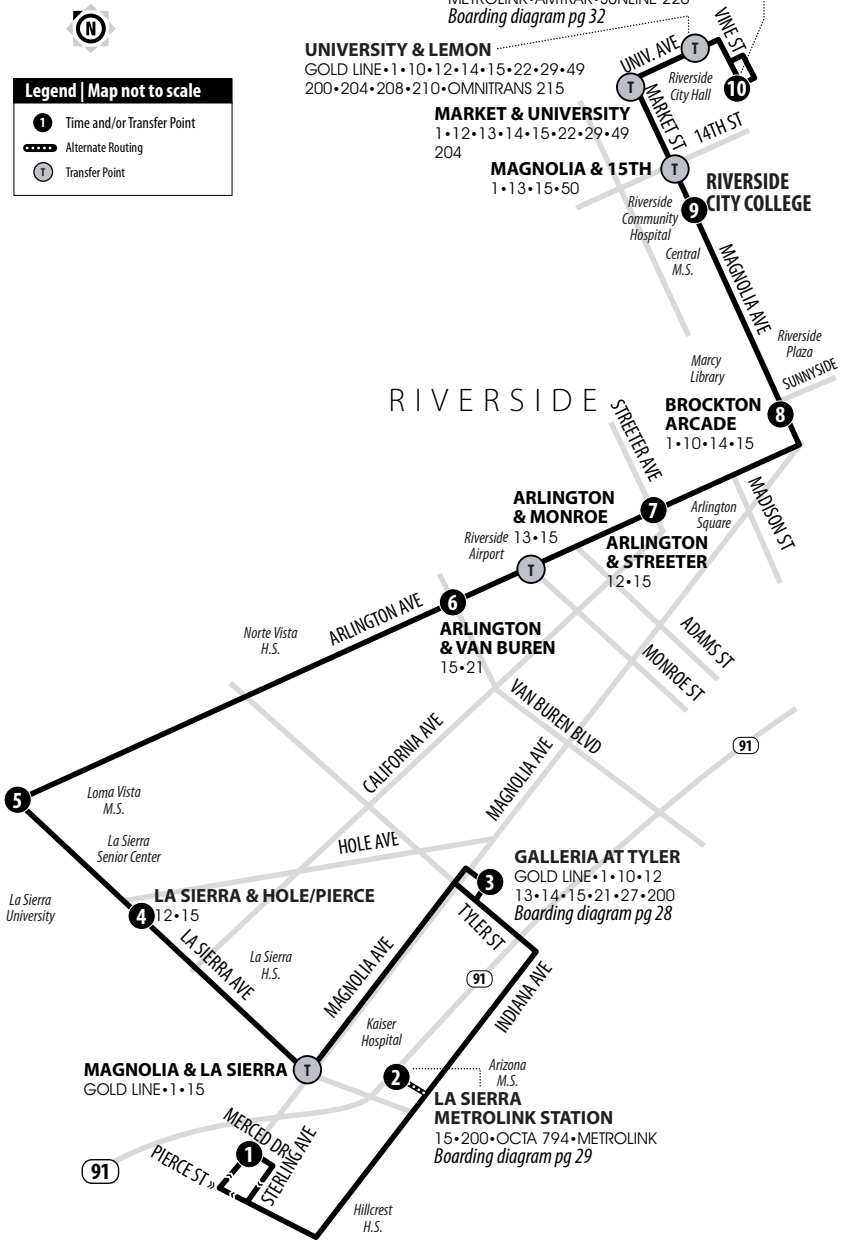 METROLINK•AMTRAK•SUNLINE 220
Boarding diagram pg 32
N
UNIVERSITY & LEMON
GOLD LINE•1•10•12•14•15•22•29•49
200•204•208•210•OMNITRANS 215
UNIV. AVE
T
VINE ST
Riverside
City Hall
10
T
Legend | Map not to scale
1 Time and/or Transfer Point
Alternate Routing
T Transfer Point
MARKET & UNIVERSITY
1•12•13•14•15•22•29•49
204
MARKET ST
14TH ST
MAGNOLIA & 15TH
1•13•15•50
T
RIVERSIDE
CITY COLLEGE
9
Riverside
Community
Hospital
Central
M.S.
MAGNOLIA AVE
Riverside
Plaza
Marcy
Library
SUNNYSIDE
RIVERSIDE
BROCKTON
ARCADE
1•10•14•15
8
STREETER AVE
MADISON ST
ARLINGTON
& MONROE
13•15
7
Arlington
Square
Riverside
Airport
T
ARLINGTON
& STREETER
12•15
6
ARLINGTON AVE
ARLINGTON
& VAN BUREN
15•21
Norte Vista
H.S.
ADAMS ST
MONROE ST
VAN BUREN BLVD
CALIFORNIA AVE
MAGNOLIA AVE
91
5
Loma Vista
M.S.
La Sierra
Senior Center
HOLE AVE
GALLERIA AT TYLER
GOLD LINE•1•10•12
13•14•15•21•27•200
Boarding diagram pg 28
3
TYLER ST
La Sierra
University
4
LA SIERRA & HOLE/PIERCE
12•15
LA SIERRA AVE
La Sierra
H.S.
MAGNOLIA AVE
91
INDIANA AVE
Kaiser
Hospital
MAGNOLIA & LA SIERRA
GOLD LINE•1•15
T
2
Arizona
M.S.
LA SIERRA
METROLINK STATION
15•200•OCTA 794•METROLINK
Boarding diagram pg 29
MERCED DR
1
STERLING AVE
PIERCE ST »
91
Hillcrest
H.S.